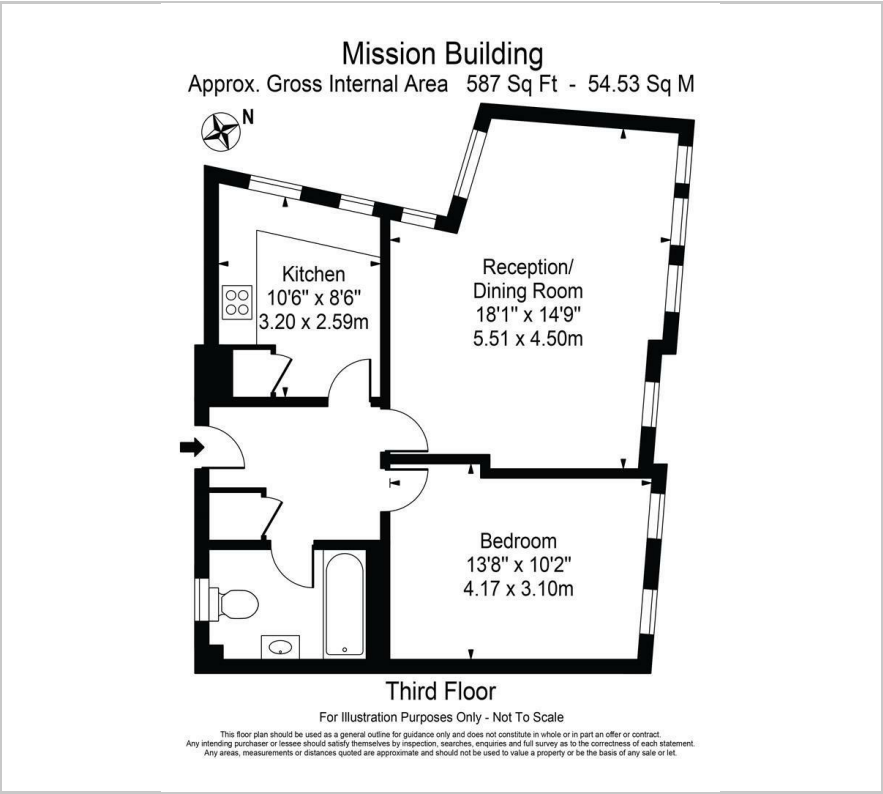 Mission Building
Approx. Gross Internal Area 587 Sq Ft - 54.53 Sq M
N
Reception/
Dining Room
18'1" x 14'9"
5.51 x 4.50m
Kitchen
10'6" x 8'6"
3.20 x 2.59m
Bedroom
13'8" x 10'2"
4.17 x 3.10m
Third Floor
For Illustration Purposes Only - Not To Scale
This floor plan should be used as a general outline for guidance only and does not constitute in whole or in part an offer or contract.
Any intending purchaser or lessee should satisfy themselves by inspection, searches, enquiries and full survey as to the correctness of each statement.
Any areas, measurements or distances quoted are approximate and should not be used to value a property or be the basis of any sale or let.